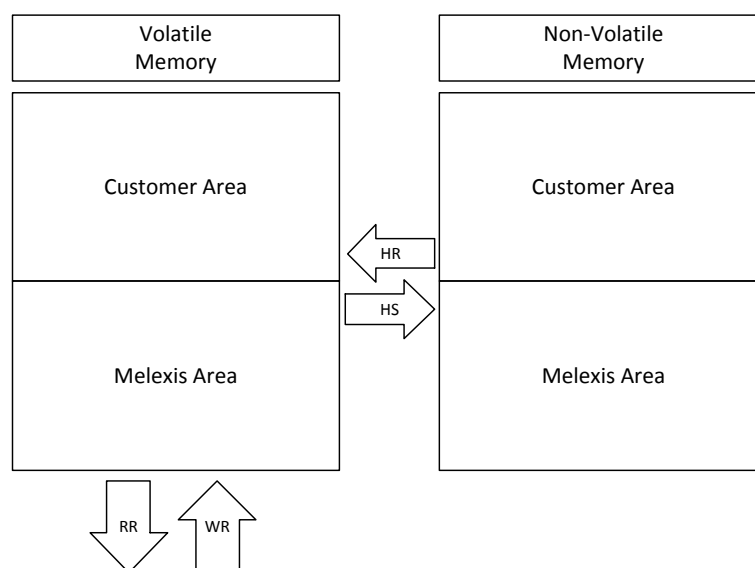 Volatile
Memory
Non-Volatile
Memory
Customer Area
Customer Area
HR
HS
Melexis Area
Melexis Area
RR
WR